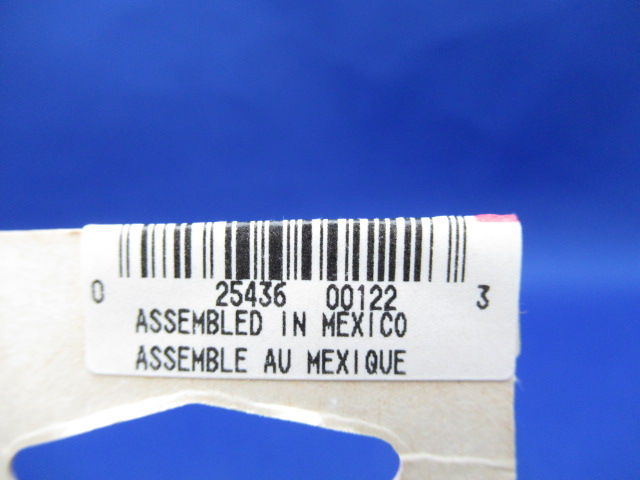 0 25436 00122 3
ASSEMBLED IN MEXICO
ASSEMBLE AU MEXIQUE